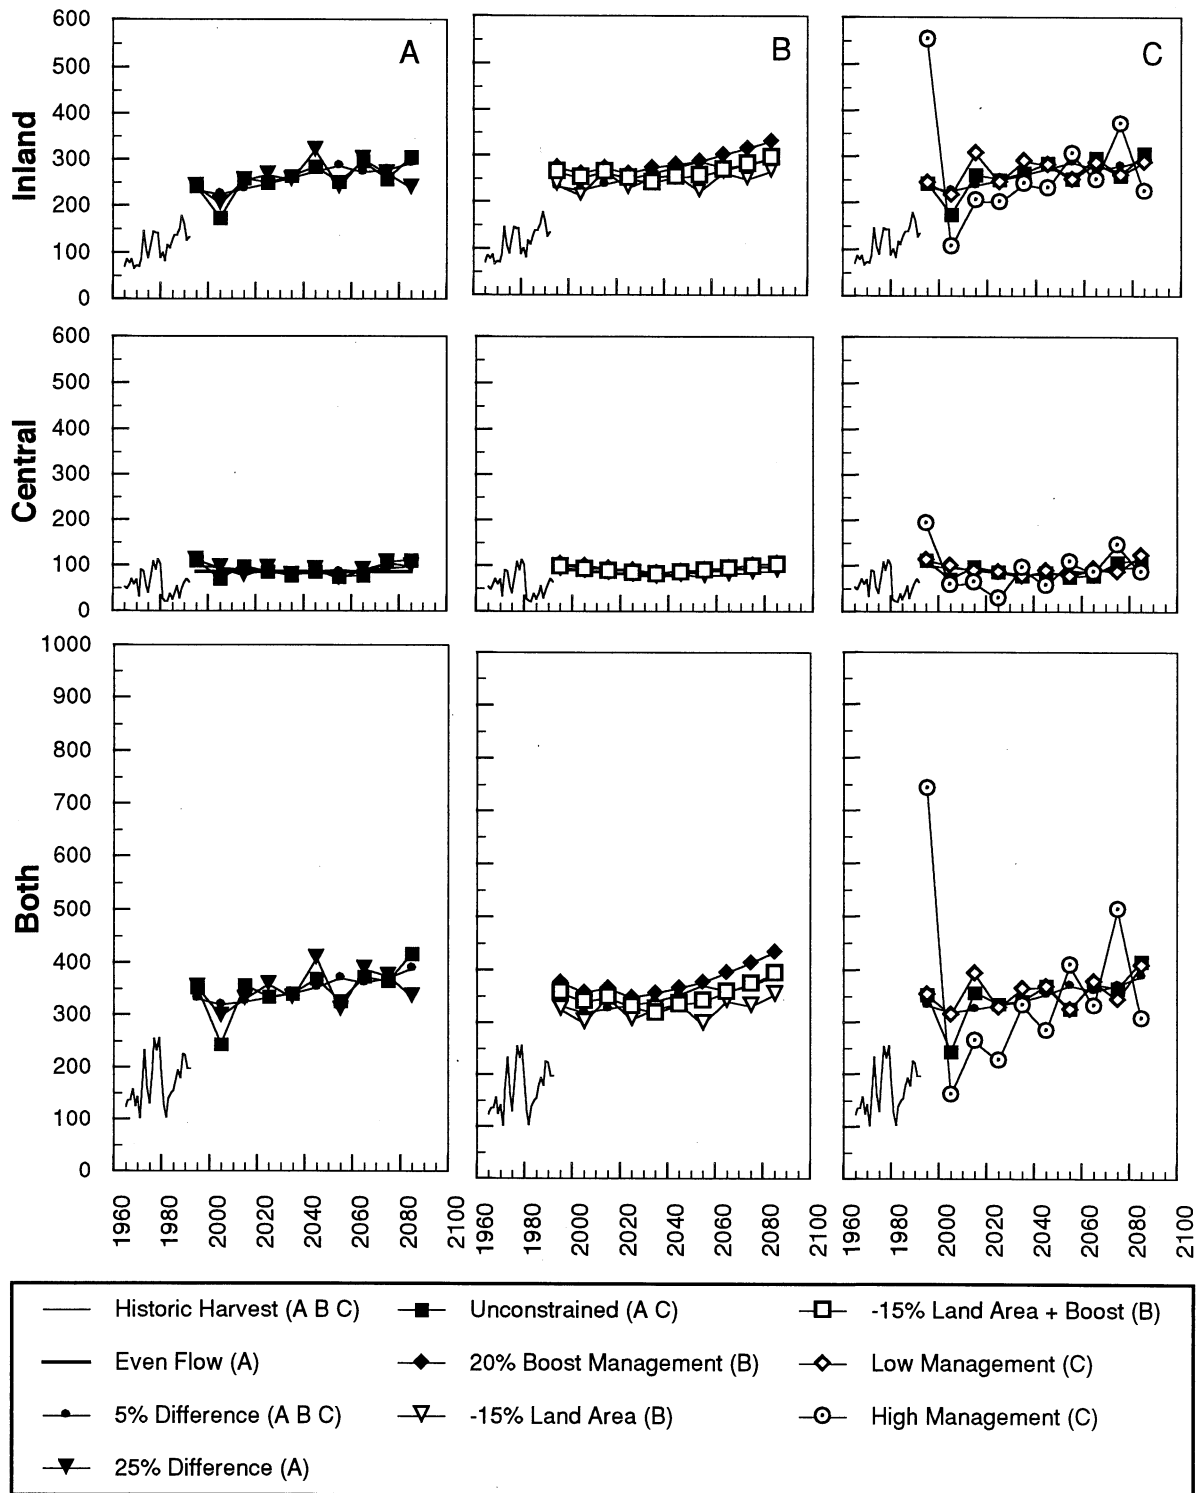 Inland
600
500
400
300
200
100
0
A
B
C
Central
600
500
400
300
200
100
0
Both
1000
900
800
700
600
500
400
300
200
100
0
1960 1980 2000 2020 2040 2060 2080 2100
1960 1980 2000 2020 2040 2060 2080 2100
1960 1980 2000 2020 2040 2060 2080 2100
Historic Harvest (A B C)
Even Flow (A)
5% Difference (A B C)
25% Difference (A)
Unconstrained (A C)
20% Boost Management (B)
-15% Land Area (B)
-15% Land Area + Boost (B)
Low Management (C)
High Management (C)